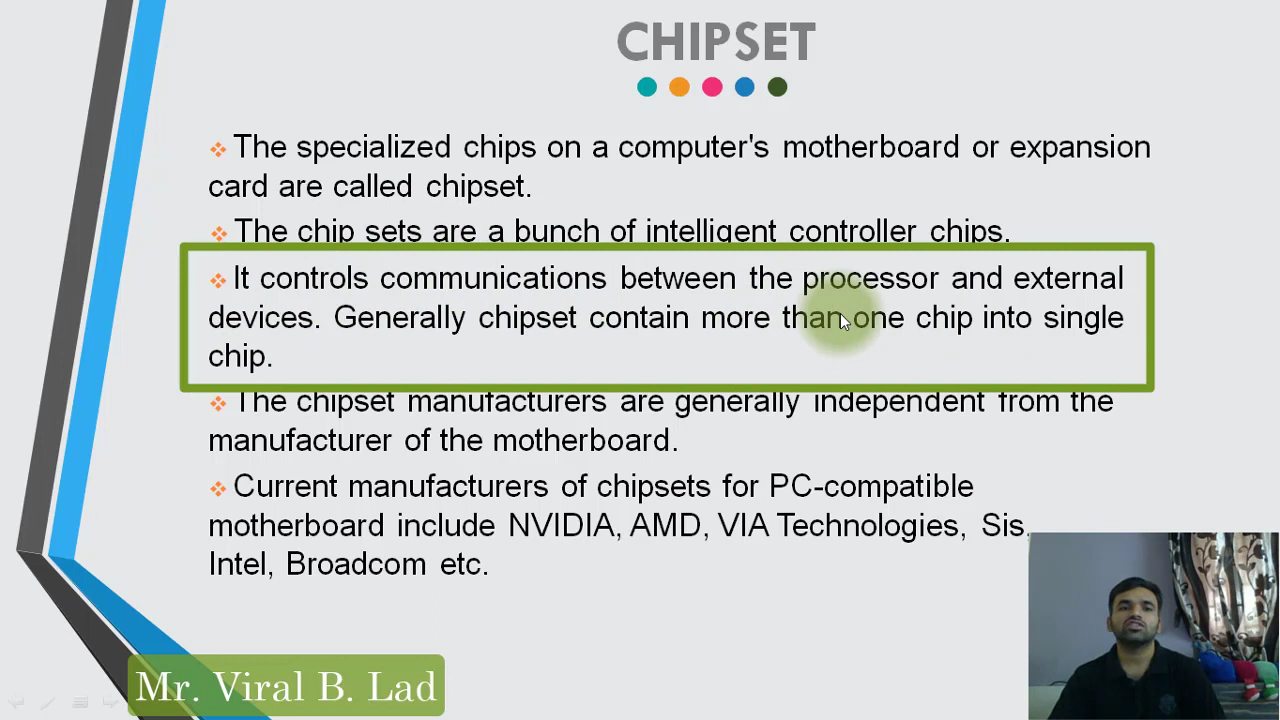 CHIPSET
The specialized chips on a computer's motherboard or expansion
card are called chipset.
The chip sets are a bunch of intelligent controller chips.
It controls communications between the processor and external
devices. Generally chipset contain more than one chip into single
chip.
The chipset manufacturers are generally independent from the
manufacturer of the motherboard.
Current manufacturers of chipsets for PC-compatible
motherboard include NVIDIA, AMD, VIA Technologies, Sis.
Intel, Broadcom etc.
Mr. Viral B. Lad